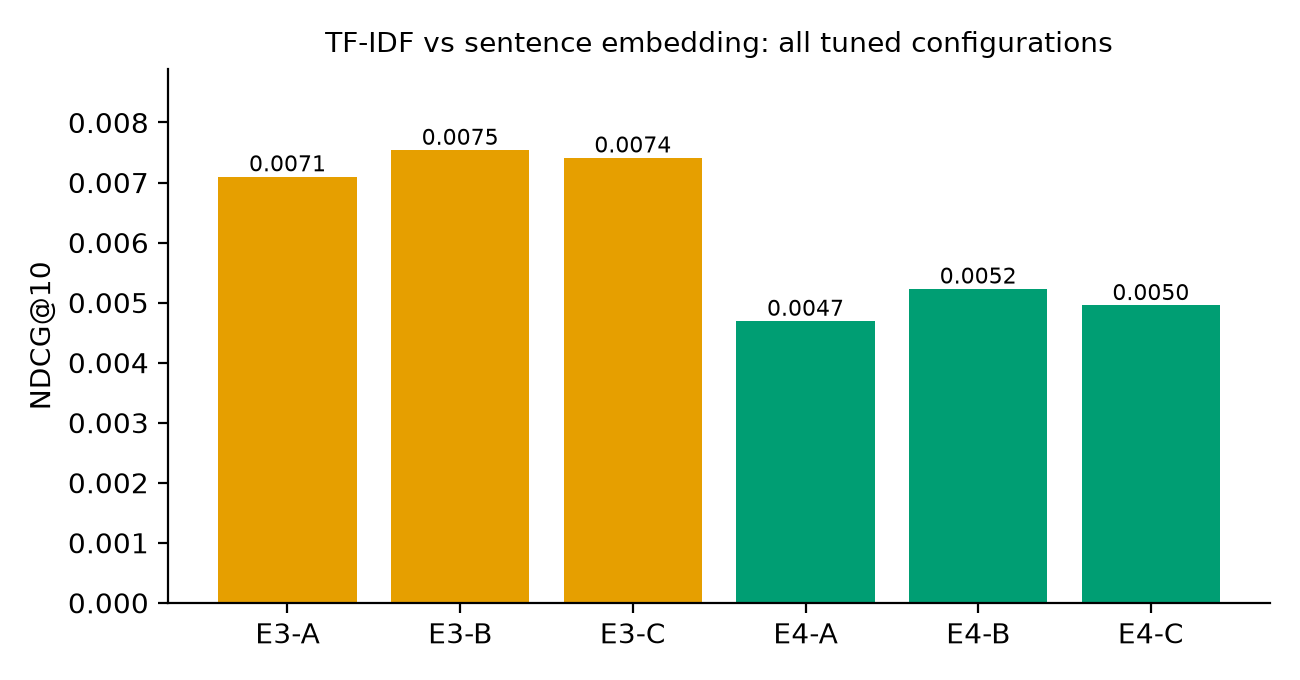 TF-IDF vs sentence embedding: all tuned configurations
NDCG@10
0.008
0.007
0.006
0.005
0.004
0.003
0.002
0.001
0.000
0.0071
0.0075
0.0074
0.0047
0.0052
0.0050
E3-A
E3-B
E3-C
E4-A
E4-B
E4-C